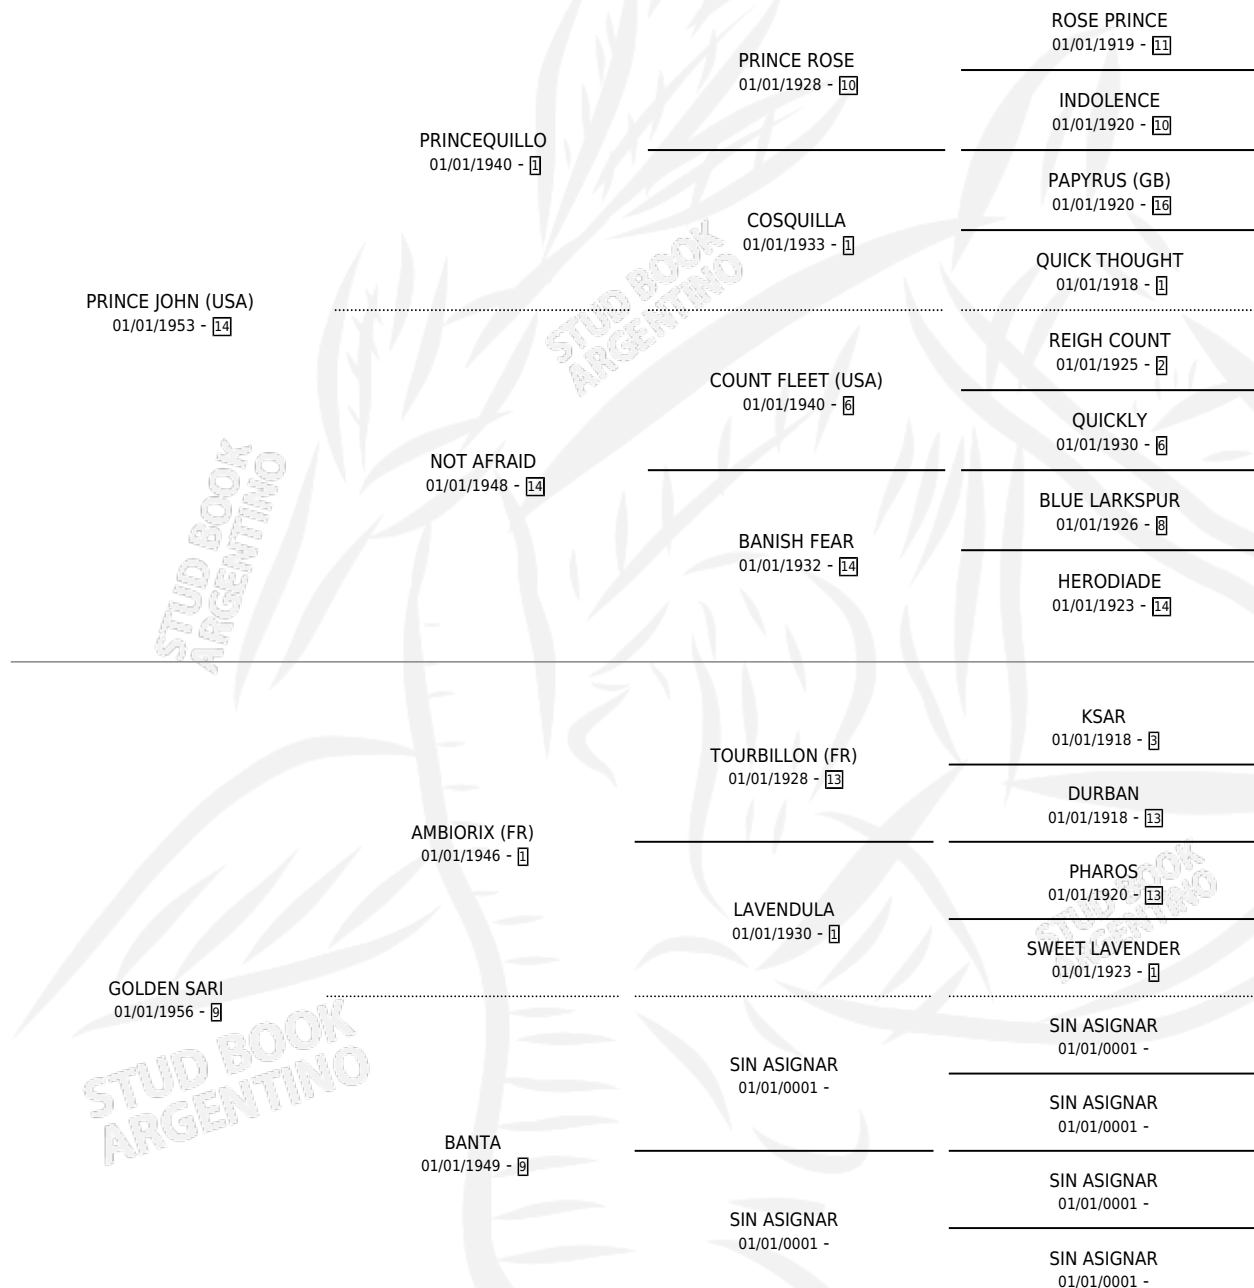 ROSE PRINCE
01/01/1919 - 11
PRINCE ROSE
01/01/1928 - 10
INDOLENCE
01/01/1920 - 10
PRINCEQUILLO
01/01/1940 - 1
PAPYRUS (GB)
01/01/1920 - 16
COSQUILLA
01/01/1933 - 1
QUICK THOUGHT
01/01/1918 - 1
PRINCE JOHN (USA)
01/01/1953 - 14
STUD BOOK
ARGENTINO
REIGH COUNT
01/01/1925 - 2
COUNT FLEET (USA)
01/01/1940 - 6
QUICKLY
01/01/1930 - 6
NOT AFRAID
01/01/1948 - 14
BLUE LARKSPUR
01/01/1926 - 8
BANISH FEAR
01/01/1932 - 14
HERODIADE
01/01/1923 - 14
STUD BOOK
ARGENTINO
KSAR
01/01/1918 - 3
TOURBILLON (FR)
01/01/1928 - 13
DURBAN
01/01/1918 - 13
AMBIORIX (FR)
01/01/1946 - 1
PHAROS
01/01/1920 - 13
LAVENDULA
01/01/1930 - 1
SWEET LAVENDER
01/01/1923 - 1
STUD BOOK
ARGENTINO
GOLDEN SARI
01/01/1956 - 9
SIN ASIGNAR
01/01/0001 -
SIN ASIGNAR
01/01/0001 -
SIN ASIGNAR
01/01/0001 -
STUD BOOK
ARGENTINO
BANTA
01/01/1949 - 9
SIN ASIGNAR
01/01/0001 -
SIN ASIGNAR
01/01/0001 -
SIN ASIGNAR
01/01/0001 -